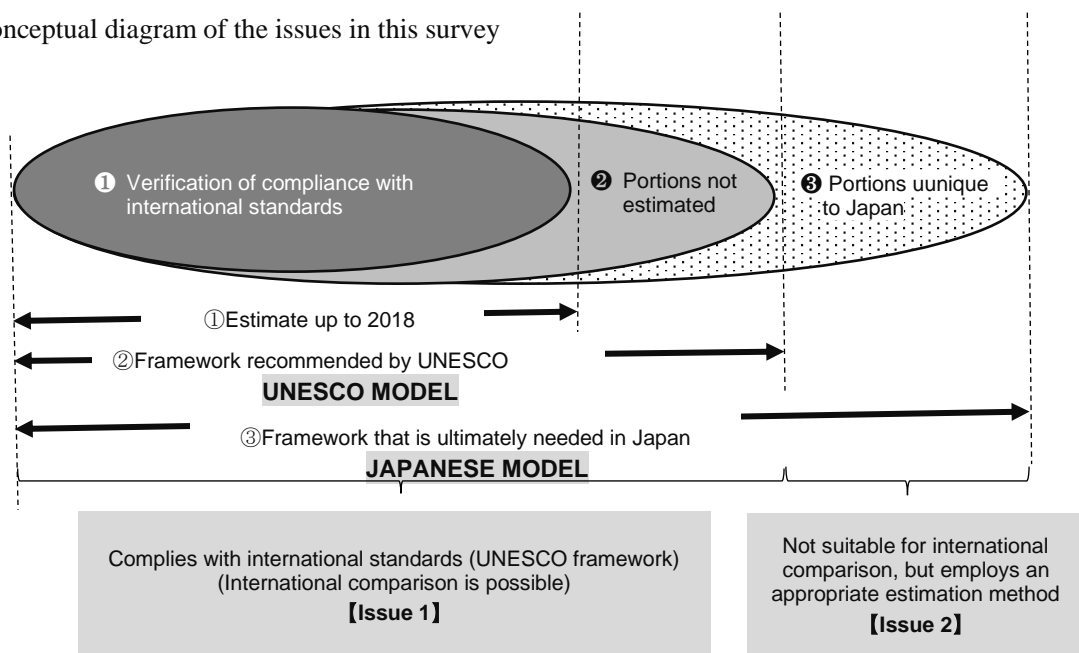 onceptual diagram of the issues in this survey
❶ Verification of compliance with
international standards
❷ Portions not
estimated
❸ Portions uunique
to Japan
①Estimate up to 2018
②Framework recommended by UNESCO
UNESCO MODEL
③Framework that is ultimately needed in Japan
JAPANESE MODEL
Complies with international standards (UNESCO framework)
(International comparison is possible)
【Issue 1】
Not suitable for international
comparison, but employs an
appropriate estimation method
【Issue 2】